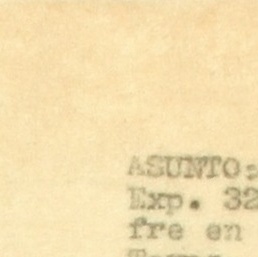 ASUNTO:
Exp. 32
fre en